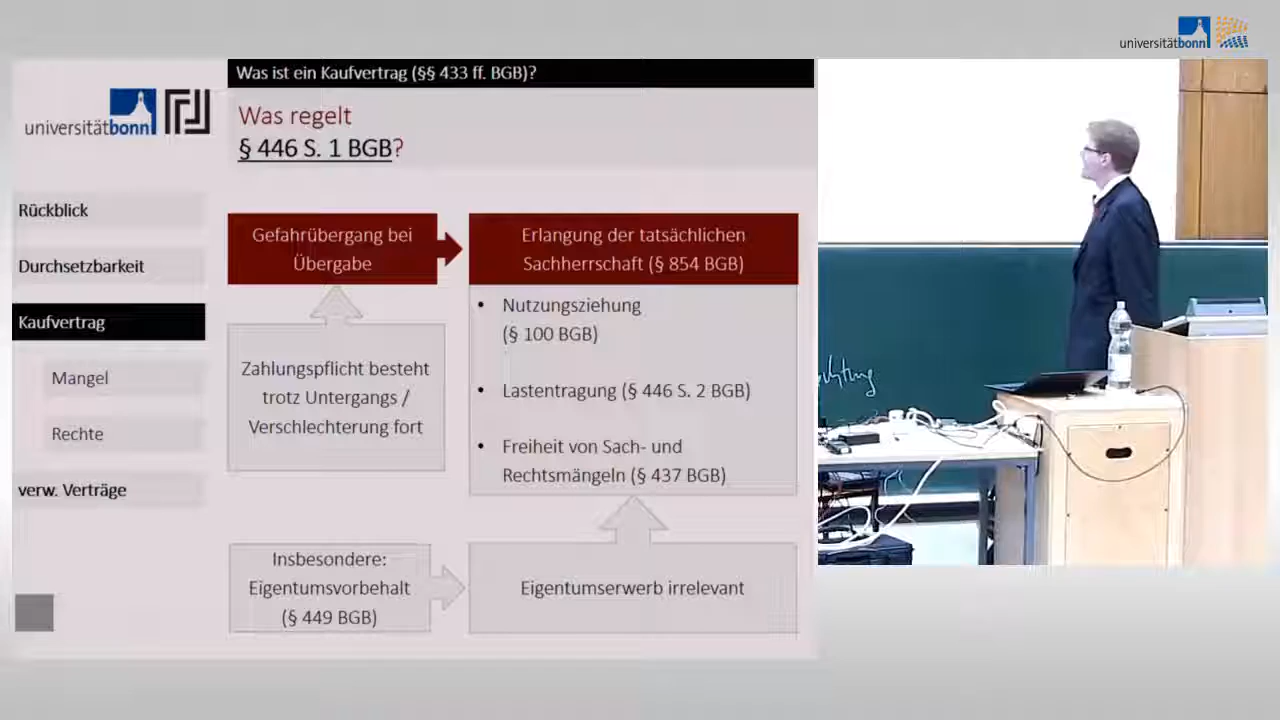 universitätbonn
Was ist ein Kaufvertrag (§§ 433 ff. BGB)?
universitätbonn
Was regelt
§ 446 S. 1 BGB?
Rückblick
Durchsetzbarkeit
Kaufvertrag
Mangel
Rechte
verw. Verträge
Gefahrübergang bei
Übergabe
Erlangung der tatsächlichen
Sachherrschaft (§ 854 BGB)
Zahlungspflicht besteht
trotz Untergangs /
Verschlechterung fort
• Nutzungsziehung
(§ 100 BGB)
• Lastentragung (§ 446 S. 2 BGB)
• Freiheit von Sach- und
Rechtsmängeln (§ 437 BGB)
Insbesondere:
Eigentumsvorbehalt
(§ 449 BGB)
Eigentumserwerb irrelevant